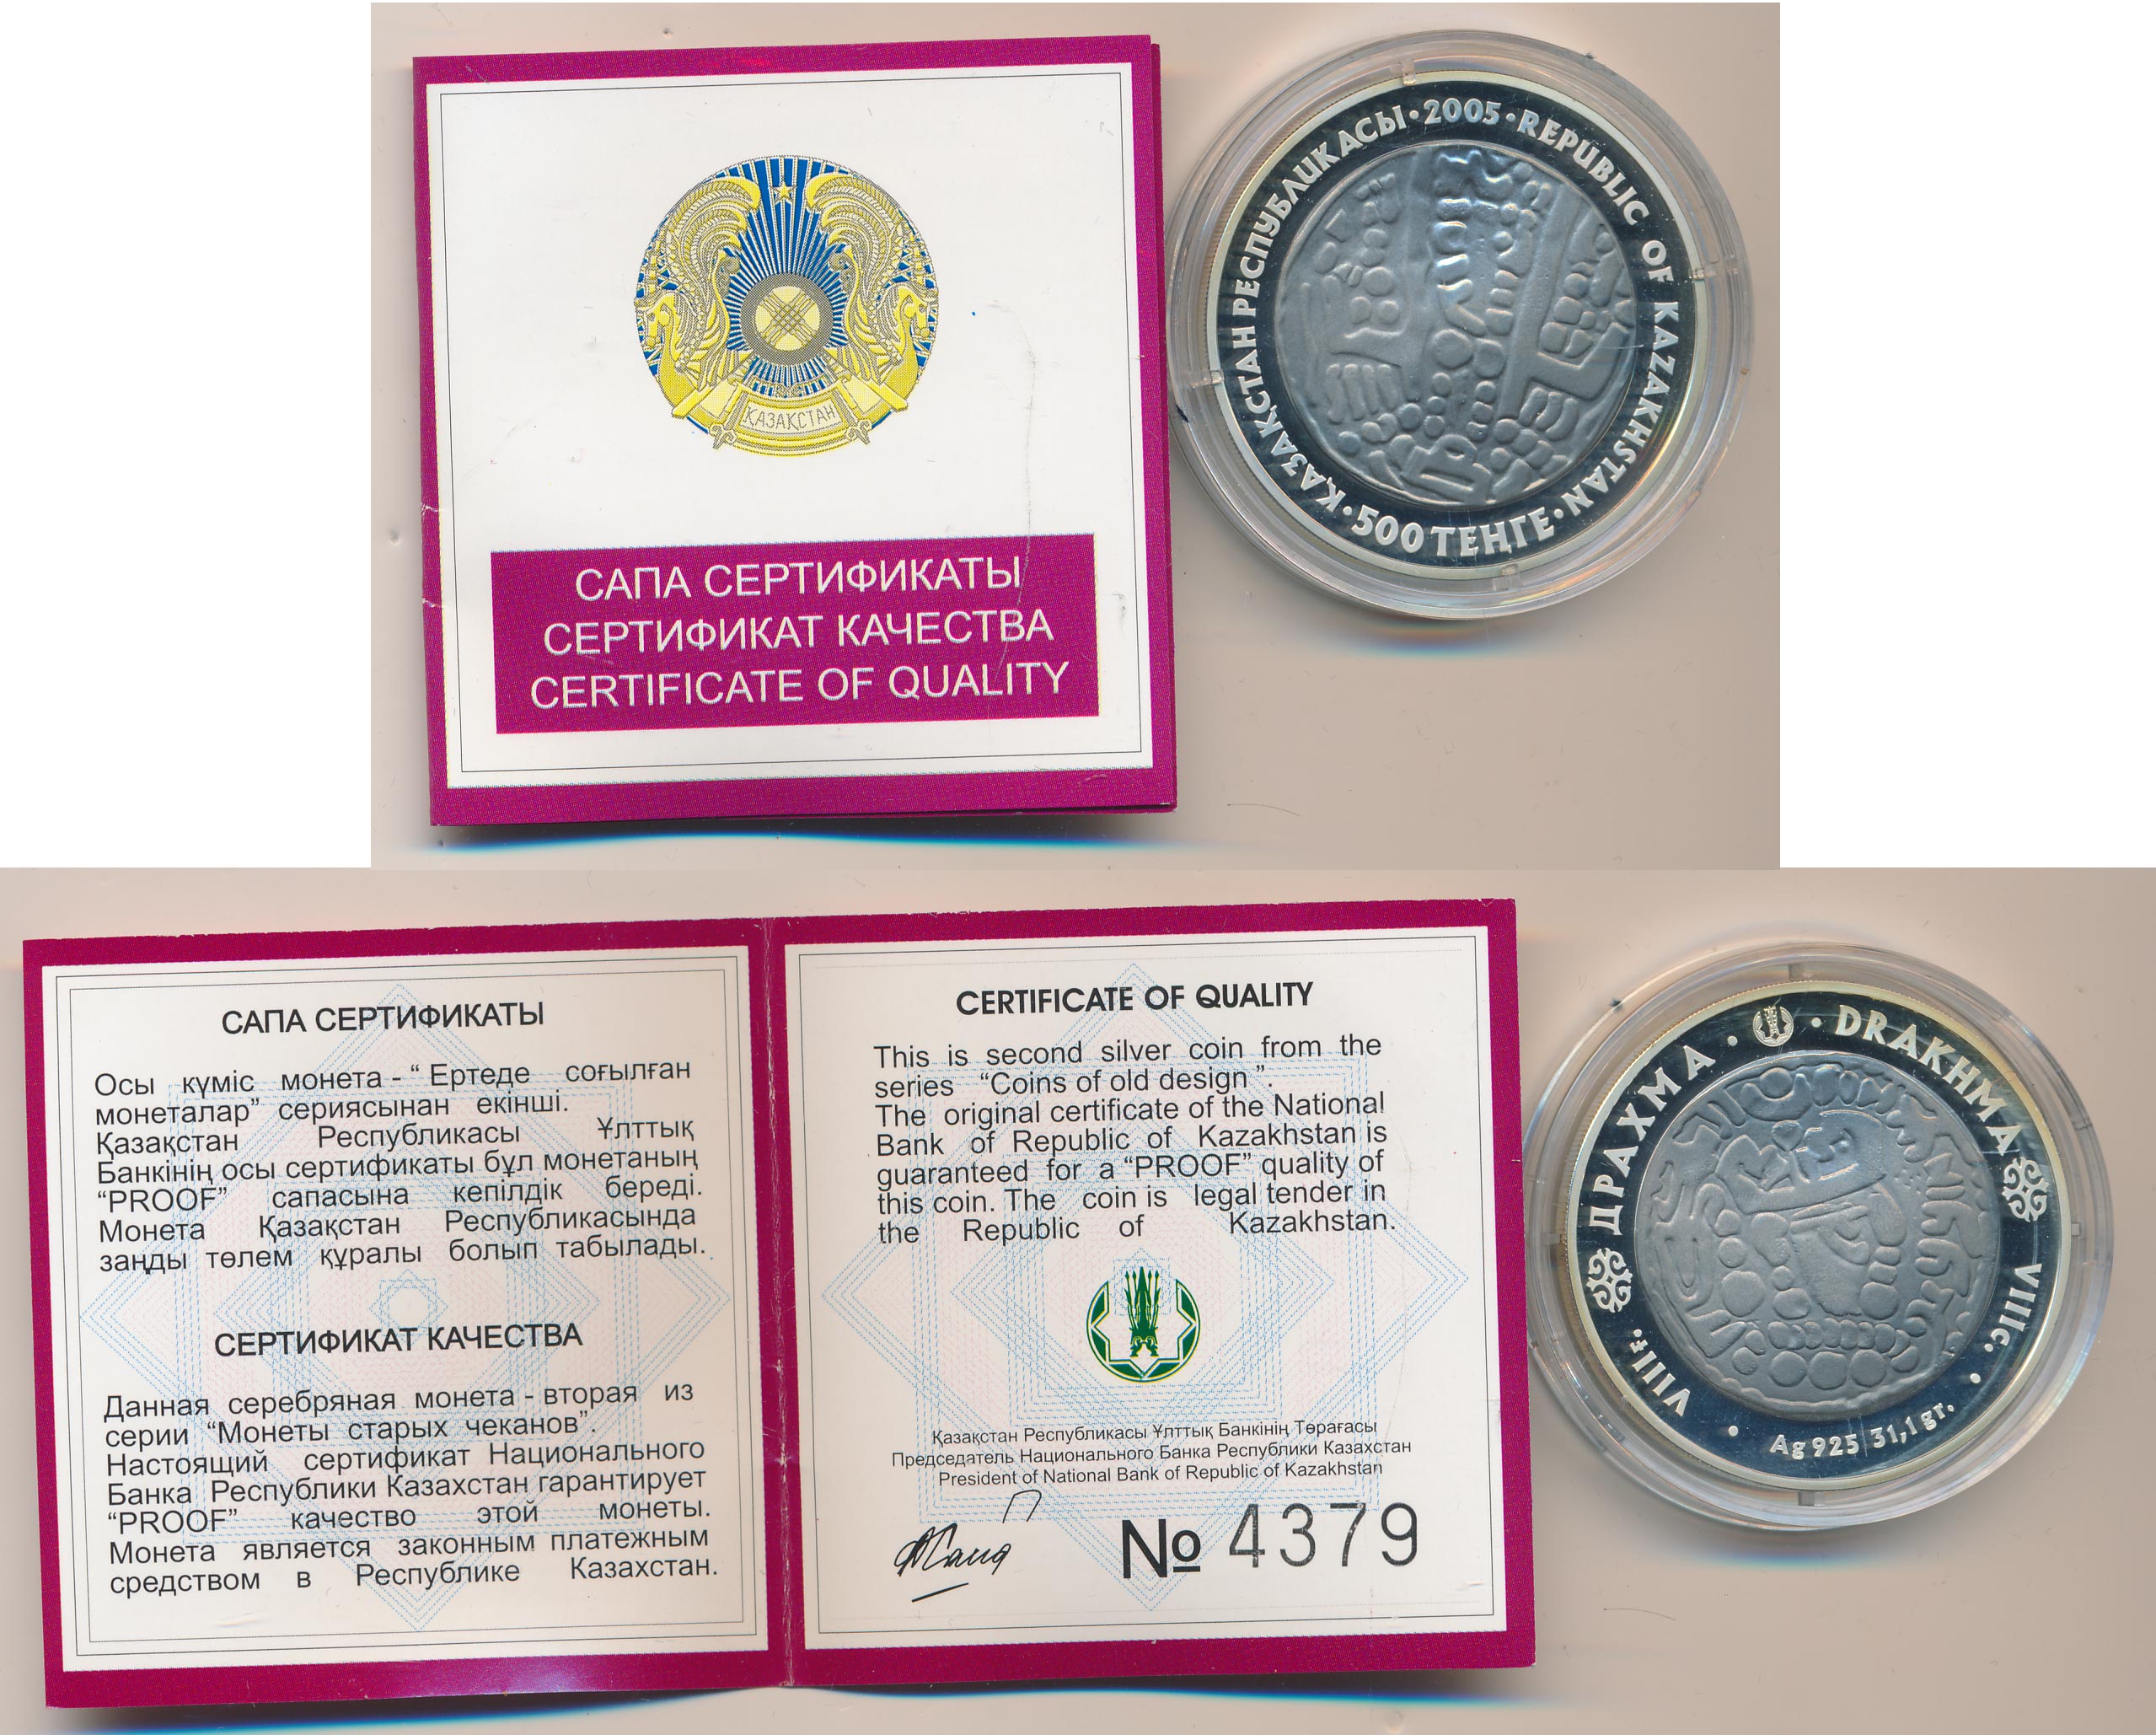 ҚАЗАҚСТАН
САПА СЕРТИФИКАТЫ
СЕРТИФИКАТ КАЧЕСТВА
CERTIFICATE OF QUALITY
ҚАЗАҚСТАН РЕСПУБЛИКАСЫ • 2005 • REPUBLIC OF KAZAKHSTAN • 500 ТЕҢГЕ •
САПА СЕРТИФИКАТЫ
Осы күміс монета - “ Ертеде соғылған
монеталар” сериясынан екінші.
Қазақстан Республикасы Ұлттық
Банкінің осы сертификаты бұл монетаның
“PROOF” сапасына кепілдік береді.
Монета Қазақстан Республикасында
заңды төлем құралы болып табылады.
СЕРТИФИКАТ КАЧЕСТВА
Данная серебряная монета - вторая из
серии “Монеты старых чеканов”.
Настоящий сертификат Национального
Банка Республики Казахстан гарантирует
“PROOF” качество этой монеты.
Монета является законным платежным
средством в Республике Казахстан.
CERTIFICATE OF QUALITY
This is second silver coin from the
series “Coins of old design ”.
The original certificate of the National
Bank of Republic of Kazakhstan is
guaranteed for a “PROOF” quality of
this coin. The coin is legal tender in
the Republic of Kazakhstan.
Қазақстан Республикасы Ұлттық Банкінің Төрағасы
Председатель Национального Банка Республики Казахстан
President of National Bank of Republic of Kazakhstan
№ 4379
ДРАХМА • • DRAKHMA
VIIIғ. VIIIc.
• Ag 925 31,1 gr. •